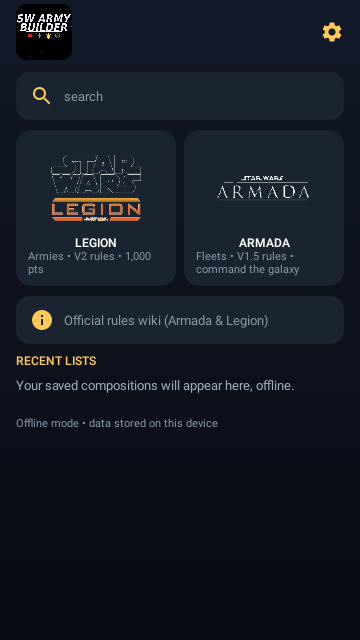 SW ARMY
BUILDER
search
STAR
WARS
LEGION
STAR WARS
ARMADA
LEGION
Armies • V2 rules • 1,000
pts
ARMADA
Fleets • V1.5 rules •
command the galaxy
Official rules wiki (Armada & Legion)
RECENT LISTS
Your saved compositions will appear here, offline.
Offline mode • data stored on this device